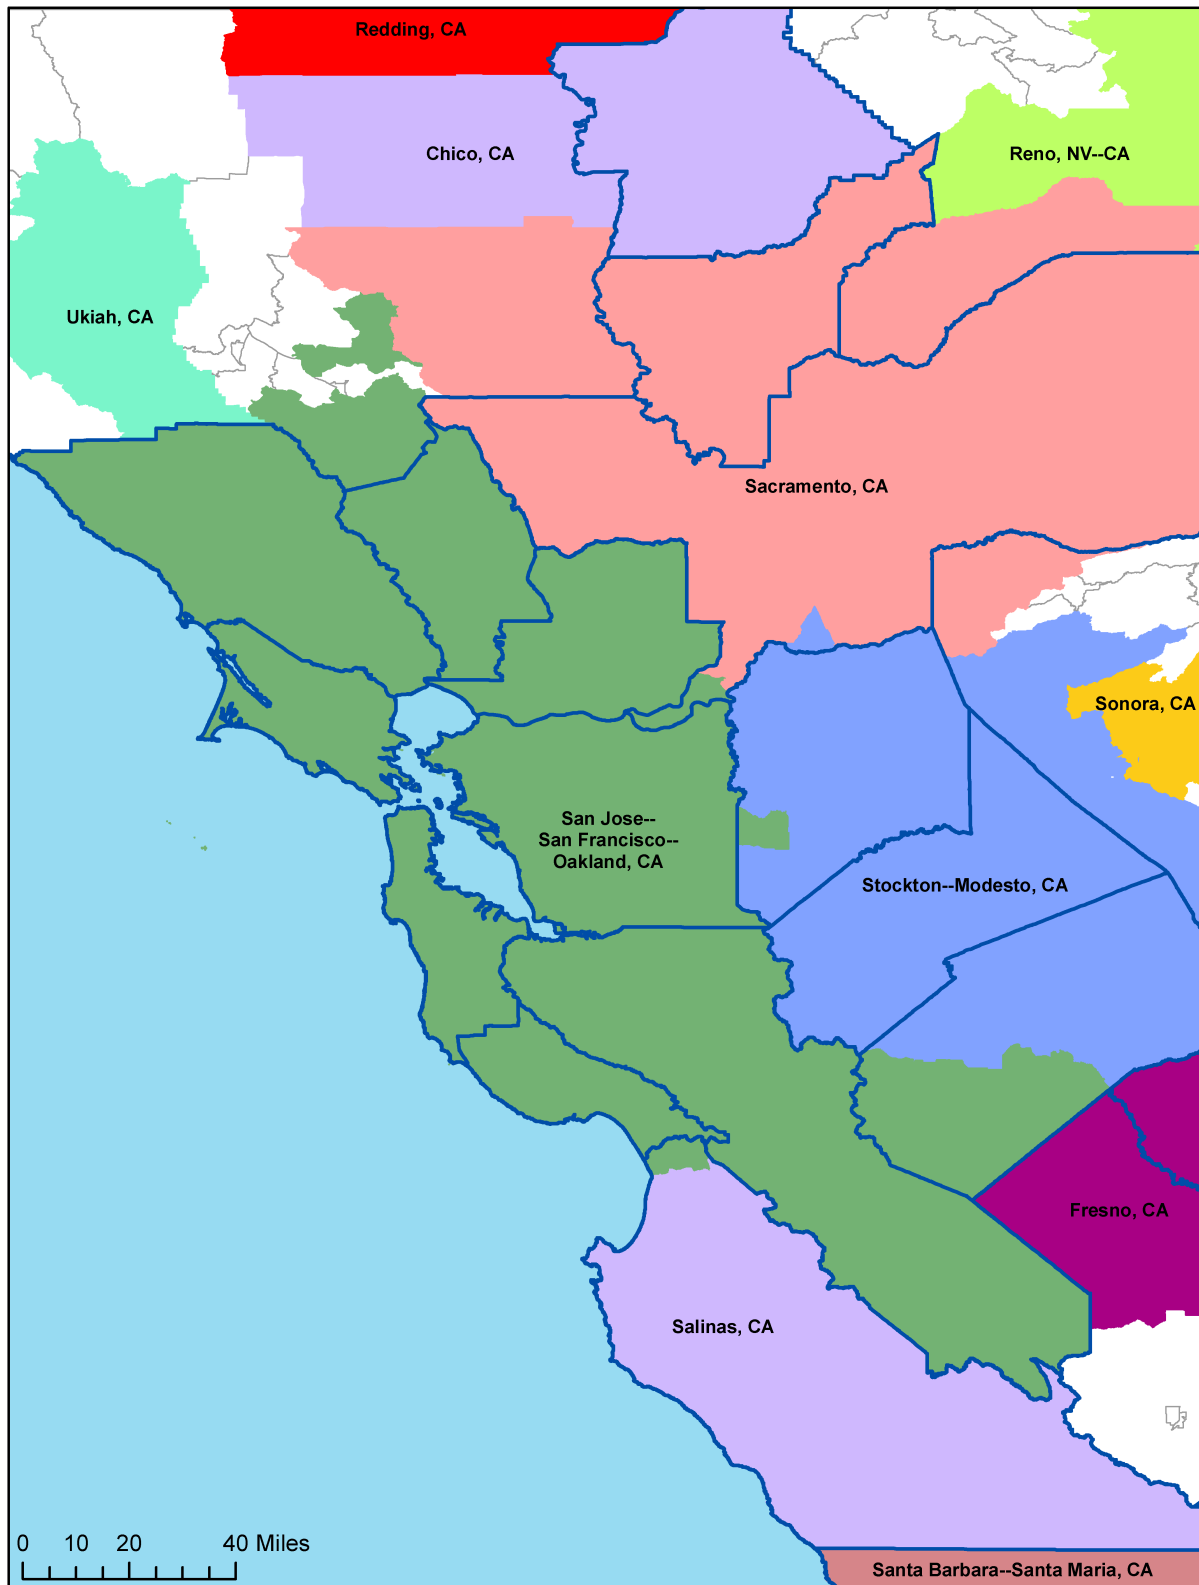 Redding, CA
Chico, CA
Reno, NV--CA
Ukiah, CA
Sacramento, CA
Sonora, CA
San Jose--
San Francisco--
Oakland, CA
Stockton--Modesto, CA
Fresno, CA
Salinas, CA
0 10 20 40 Miles
Santa Barbara--Santa Maria, CA